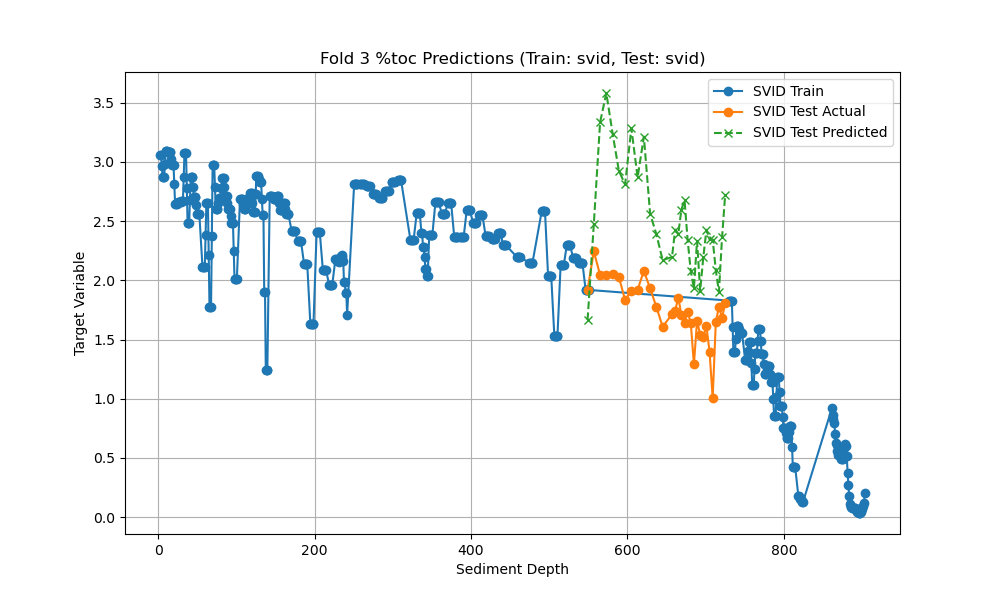 Fold 3 %toc Predictions (Train: svid, Test: svid)
SVID Train
SVID Test Actual
SVID Test Predicted
Target Variable
3.5
3.0
2.5
2.0
1.5
1.0
0.5
0.0
0
200
400
600
800
Sediment Depth